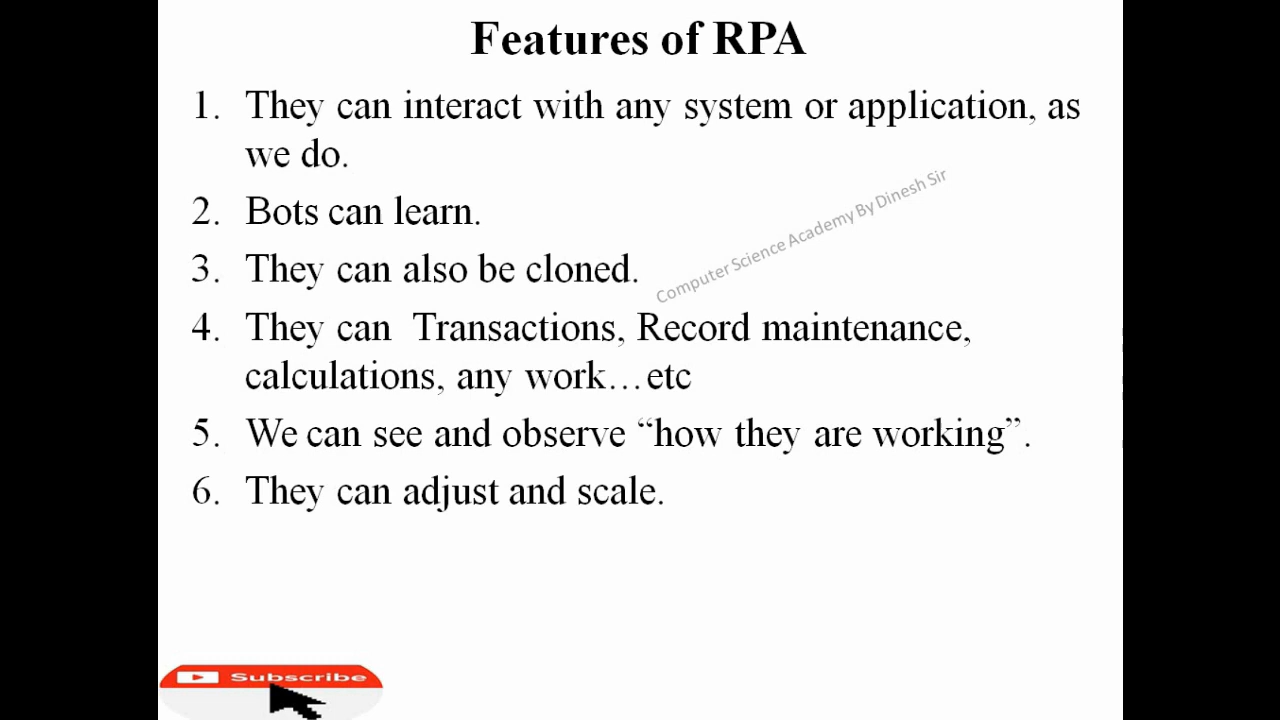 Features of RPA
1. They can interact with any system or application, as
we do.
2. Bots can learn.
Computer Science Academy By Dinesh Sir
3. They can also be cloned.
4. They can Transactions, Record maintenance,
calculations, any work...etc
5. We can see and observe “how they are working”.
6. They can adjust and scale.
Subscribe